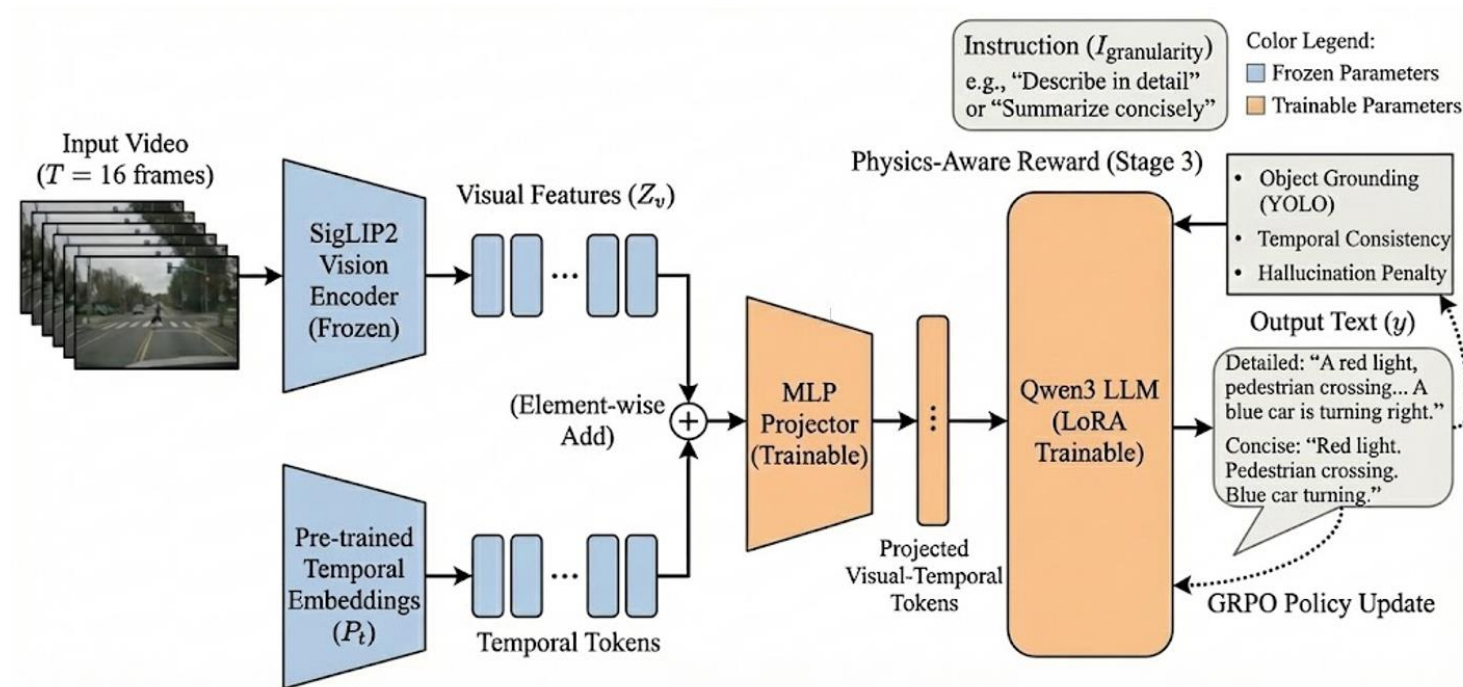 Instruction (I_granularity)
e.g., “Describe in detail”
or “Summarize concisely”
Color Legend:
Frozen Parameters
Trainable Parameters
Input Video
(T = 16 frames)
SigLIP2
Vision
Encoder
(Frozen)
Visual Features (Z_v)
...
(Element-wise
Add)
+
Pre-trained
Temporal
Embeddings
(P_t)
...
Temporal Tokens
MLP
Projector
(Trainable)
Projected
Visual-Temporal
Tokens
Physics-Aware Reward (Stage 3)
Qwen3 LLM
(LoRA
Trainable)
• Object Grounding
(YOLO)
• Temporal Consistency
• Hallucination Penalty
Output Text (y)
Detailed: “A red light,
pedestrian crossing... A
blue car is turning right.”
Concise: “Red light.
Pedestrian crossing.
Blue car turning.”
GRPO Policy Update